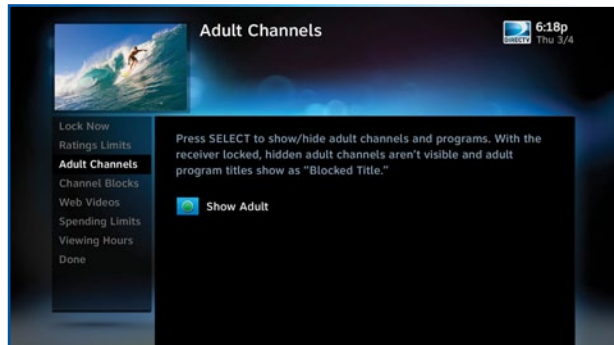 Adult Channels
DIRECTV
6:18p
Thu 3/4
Lock Now
Ratings Limits
Adult Channels
Channel Blocks
Web Videos
Spending Limits
Viewing Hours
Done
Press SELECT to show/hide adult channels and programs. With the
receiver locked, hidden adult channels aren't visible and adult
program titles show as "Blocked Title."
Show Adult